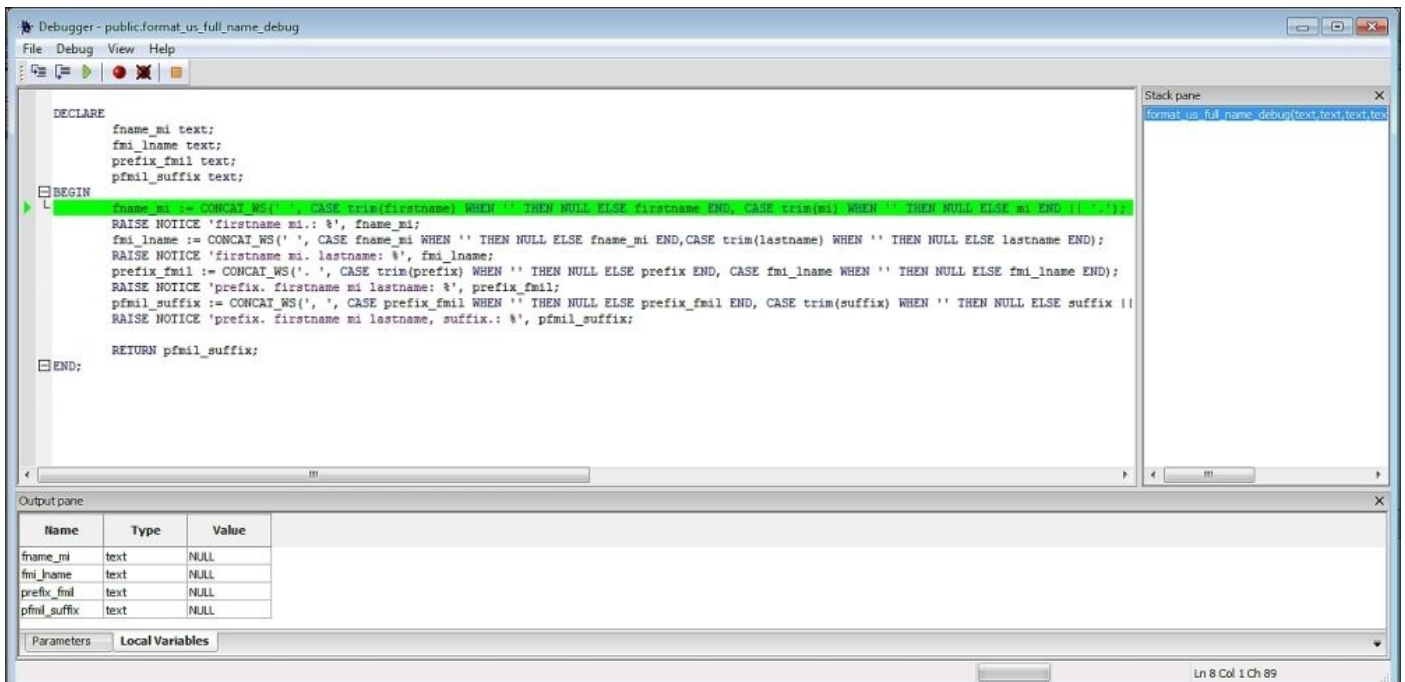 Debugger - public.format_us_full_name_debug
File Debug View Help
DECLARE
fname_mi text;
fmi_lname text;
prefix_fmil text;
pfmil_suffix text;
BEGIN
fname_mi := CONCAT_WS(' ', CASE trim(firstname) WHEN '' THEN NULL ELSE firstname END, CASE trim(mi) WHEN '' THEN NULL ELSE mi END || '.');
RAISE NOTICE 'firstname mi.: %', fname_mi;
fmi_lname := CONCAT_WS(' ', CASE fname_mi WHEN '' THEN NULL ELSE fname_mi END,CASE trim(lastname) WHEN '' THEN NULL ELSE lastname END);
RAISE NOTICE 'firstname mi. lastname: %', fmi_lname;
prefix_fmil := CONCAT_WS('. ', CASE trim(prefix) WHEN '' THEN NULL ELSE prefix END, CASE fmi_lname WHEN '' THEN NULL ELSE fmi_lname END);
RAISE NOTICE 'prefix. firstname mi lastname: %', prefix_fmil;
pfmil_suffix := CONCAT_WS(', ', CASE prefix_fmil WHEN '' THEN NULL ELSE prefix_fmil END, CASE trim(suffix) WHEN '' THEN NULL ELSE suffix ||
RAISE NOTICE 'prefix. firstname mi lastname, suffix.: %', pfmil_suffix;
RETURN pfmil_suffix;
END;
Stack pane
format_us_full_name_debug(text,text,text,tex
Output pane
Name Type Value
fname_mi text NULL
fmi_lname text NULL
prefix_fmil text NULL
pfmil_suffix text NULL
Parameters Local Variables
Ln 8 Col 1 Ch 89